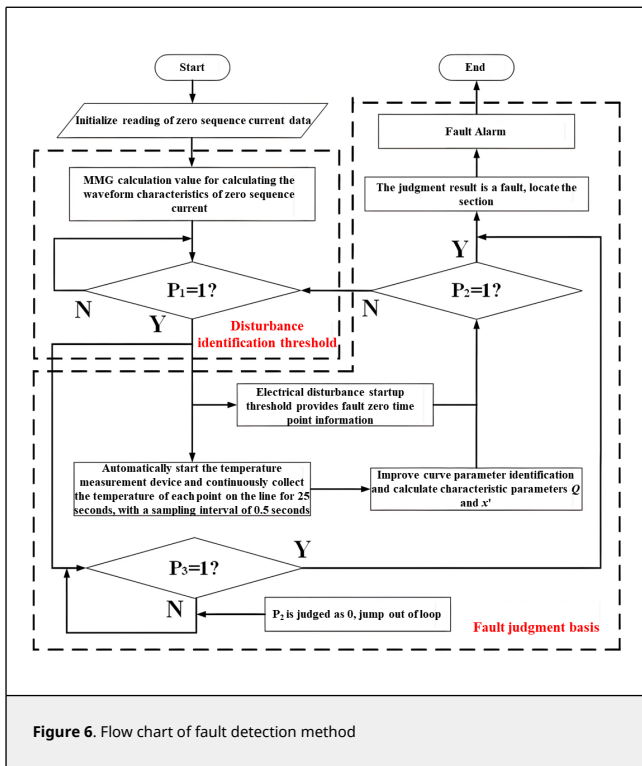 Start
Initialize reading of zero sequence current data
MMG calculation value for calculating the
waveform characteristics of zero sequence
current
P₁=1?
N
Y
Disturbance
identification threshold
End
Fault Alarm
The judgment result is a fault, locate the
section
Y
P₂=1?
N
Electrical disturbance startup
threshold provides fault zero time
point information
Automatically start the temperature
measurement device and continuously collect
the temperature of each point on the line for 25
seconds, with a sampling interval of 0.5 seconds
Improve curve parameter identification
and calculate characteristic parameters Q
and x'
P₃=1?
Y
N
P₂ is judged as 0, jump out of loop
Fault judgment basis
Figure 6. Flow chart of fault detection method